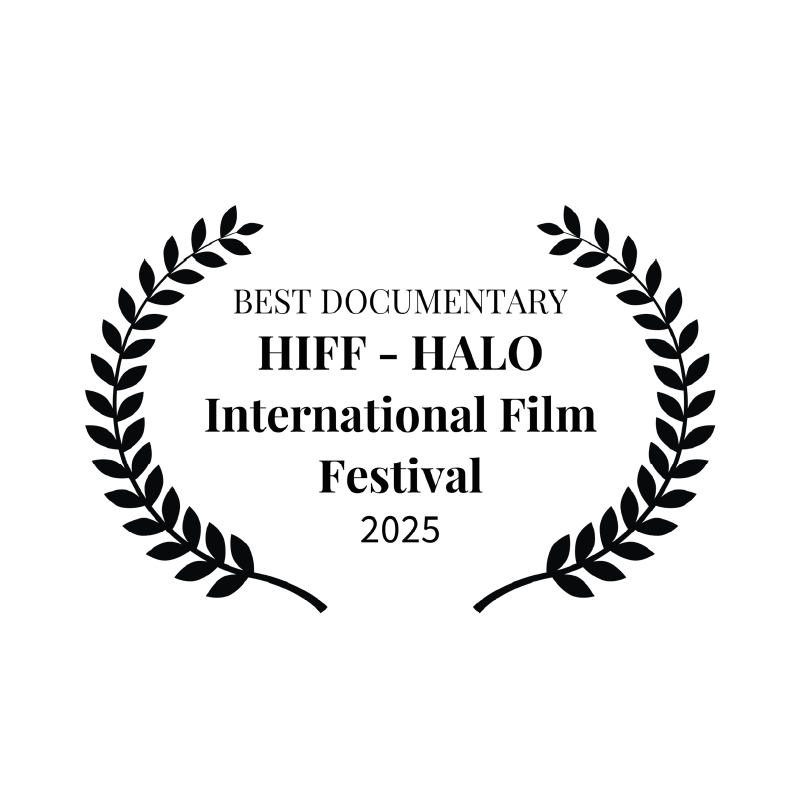 BEST DOCUMENTARY
HIFF - HALO
International Film
Festival
2025